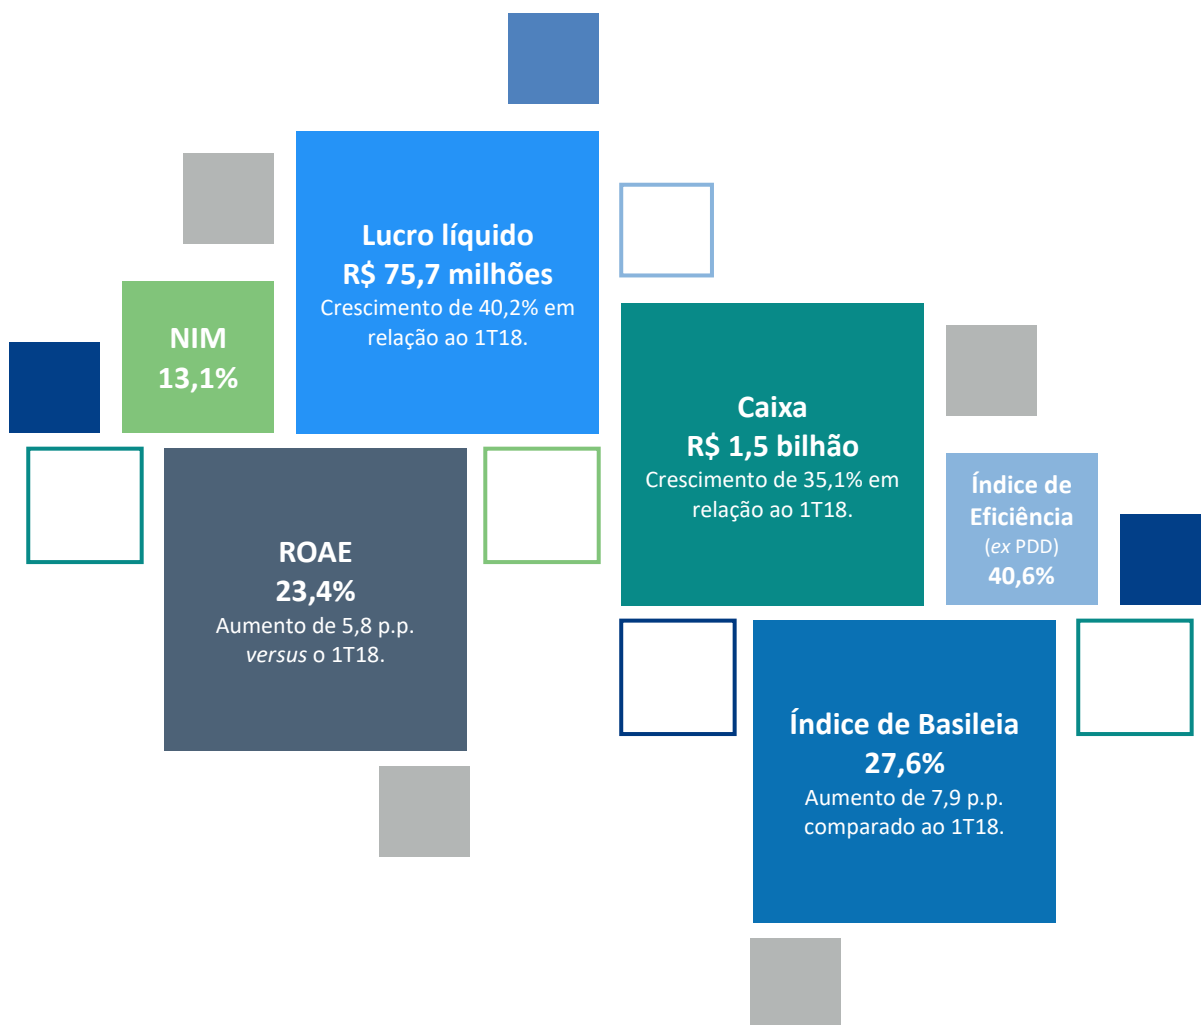 Lucro líquido
R$ 75,7 milhões
Crescimento de 40,2% em
relação ao 1T18.
NIM
13,1%
Caixa
R$ 1,5 bilhão
Crescimento de 35,1% em
relação ao 1T18.
Índice de
Eficiência
(ex PDD)
40,6%
ROAE
23,4%
Aumento de 5,8 p.p.
versus o 1T18.
Índice de Basileia
27,6%
Aumento de 7,9 p.p.
comparado ao 1T18.